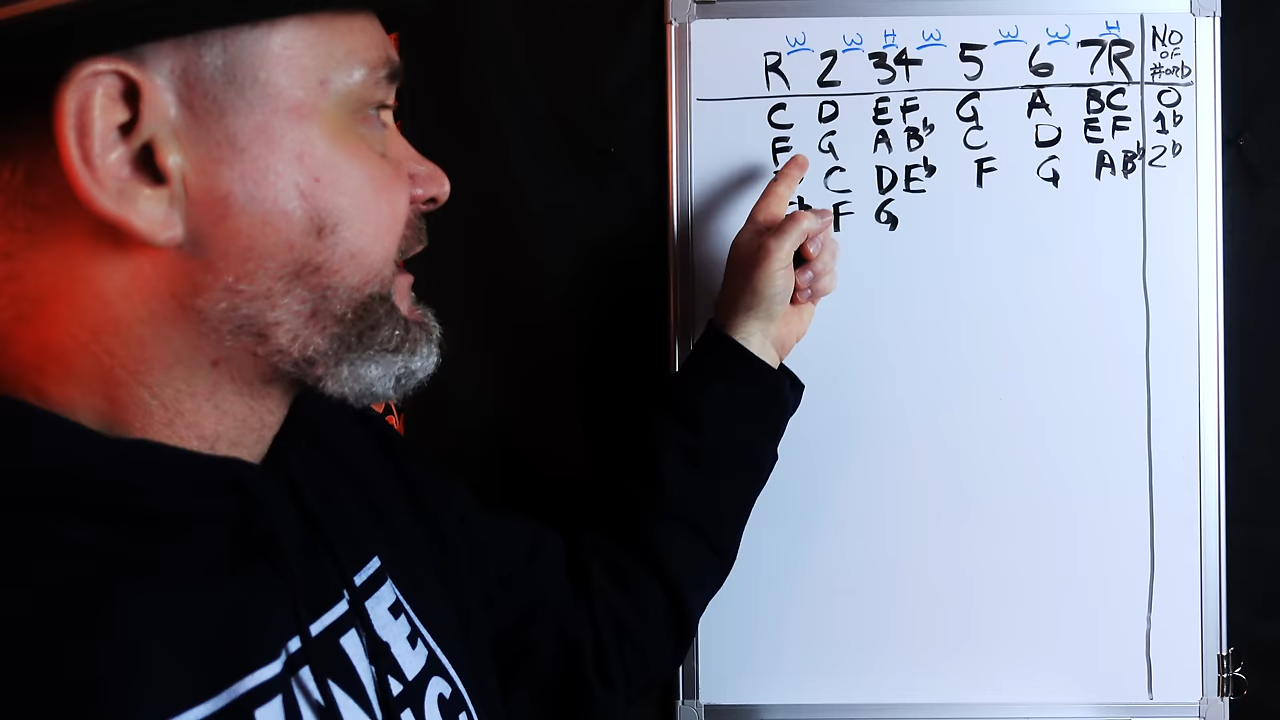 W W H W W W H
R 2 3 4 5 6 7 R NO OF # or b
C D E F G A B C 0
F G A B♭ C D E F 1♭
C D E♭ F G A B♭ 2♭
F G